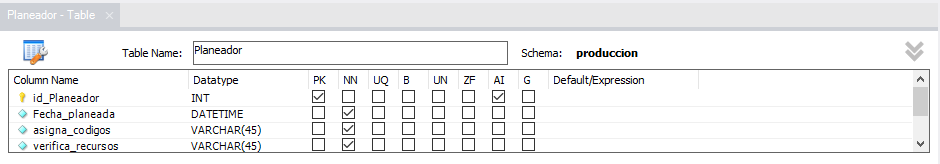 Planeador - Table
Table Name: Planeador Schema: produccion
Column Name Datatype PK NN UQ B UN ZF AI G Default/Expression
id_Planeador INT
Fecha_planeada DATETIME
asigna_codigos VARCHAR(45)
verifica_recursos VARCHAR(45)